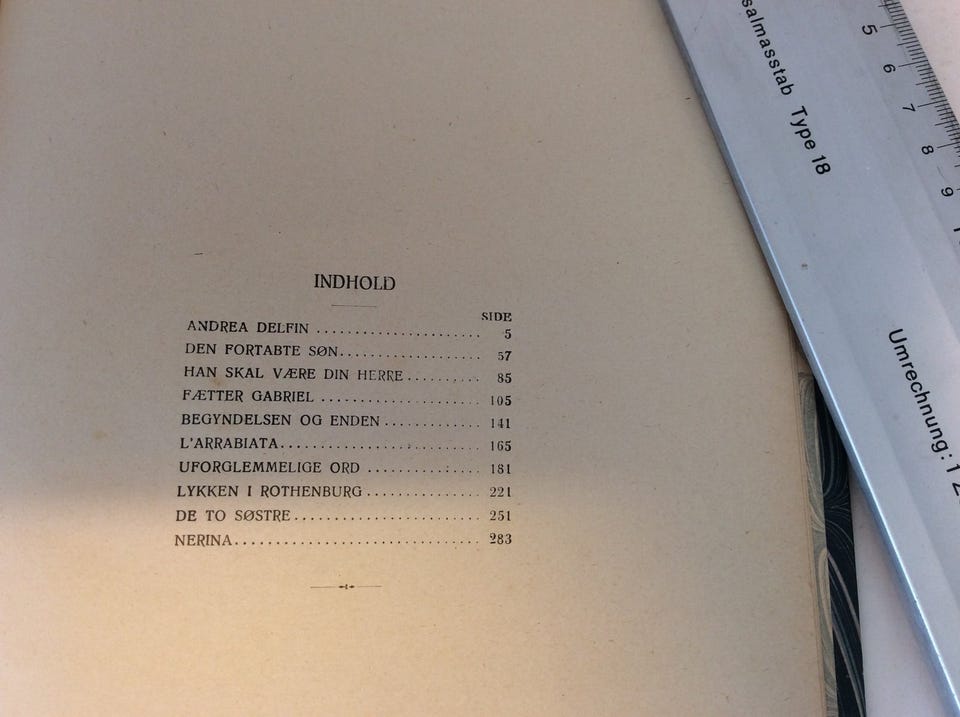 INDHOLD
SIDE
ANDREA DELFIN 5
DEN FORTABTE SØN 57
HAN SKAL VÆRE DIN HERRE 85
FÆTTER GABRIEL 105
BEGYNDELSEN OG ENDEN 141
L'ARRABIATA 165
UFORGLEMMELIGE ORD 181
LYKKEN I ROTHENBURG 221
DE TO SØSTRE 251
NERINA 283
salmasstab Type 18
5
6
7
8
9
Umrechnung: 1